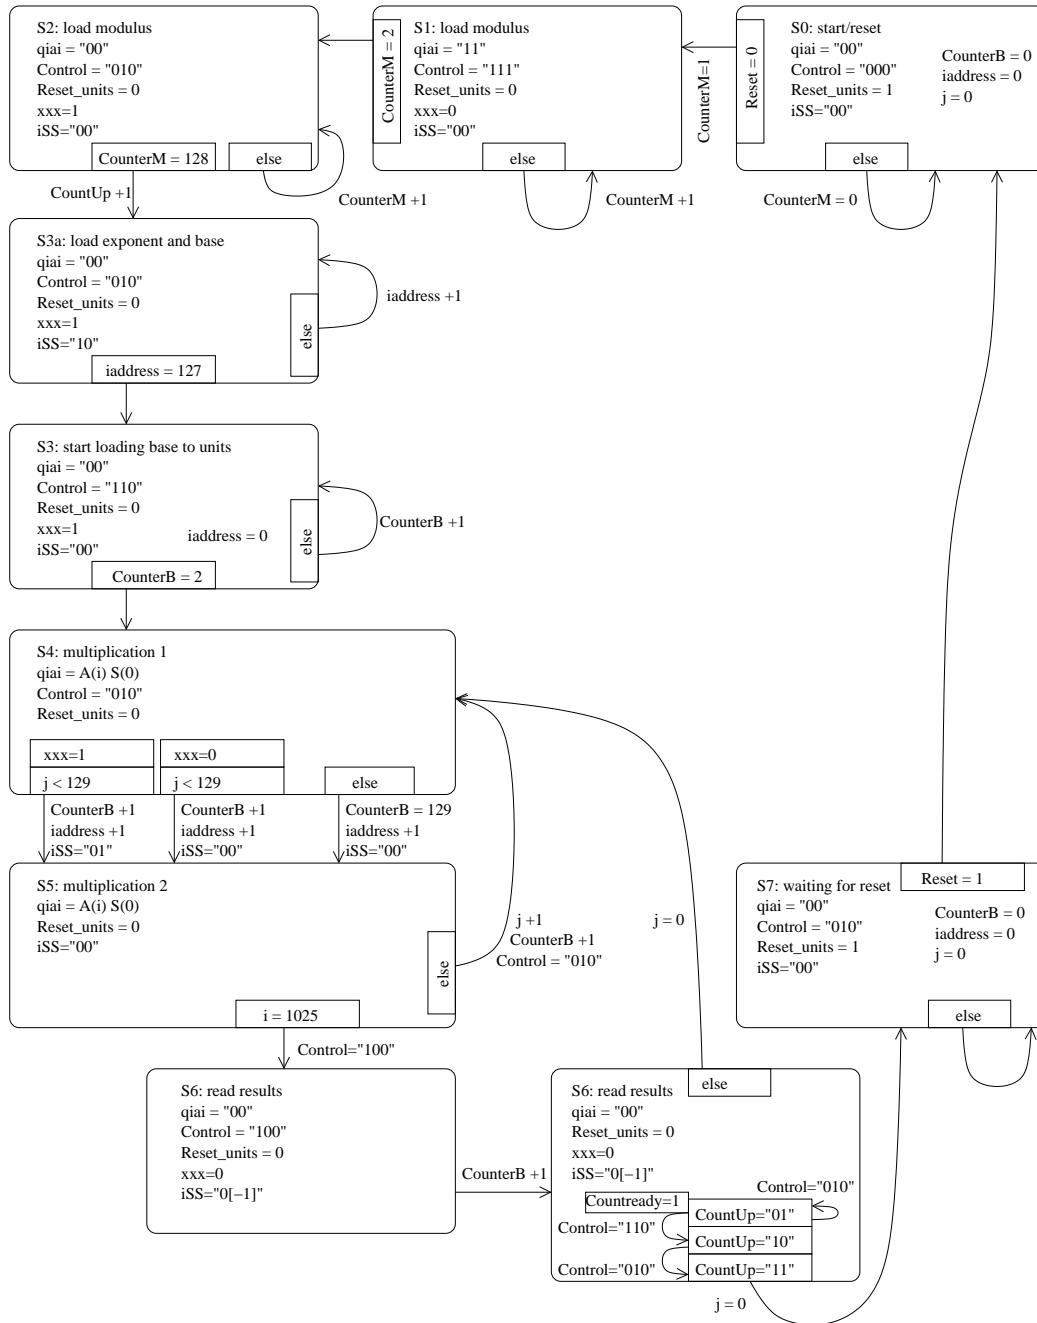 S2: load modulus
qiai = "00"
Control = "010"
Reset_units = 0
xxx=1
iSS="00"
CounterM = 128
else
CounterM +1
CountUp +1
CounterM = 2
S1: load modulus
qiai = "11"
Control = "111"
Reset_units = 0
xxx=0
iSS="00"
else
CounterM +1
CounterM=1
Reset = 0
S0: start/reset
qiai = "00"
Control = "000"
Reset_units = 1
iSS="00"
CounterB = 0
iaddress = 0
j = 0
else
CounterM = 0
S3a: load exponent and base
qiai = "00"
Control = "010"
Reset_units = 0
xxx=1
iSS="10"
iaddress = 127
else
iaddress +1
S3: start loading base to units
qiai = "00"
Control = "110"
Reset_units = 0
xxx=1
iSS="00"
iaddress = 0
CounterB = 2
else
CounterB +1
S4: multiplication 1
qiai = A(i) S(0)
Control = "010"
Reset_units = 0
xxx=1
j < 129
xxx=0
j < 129
else
CounterB +1
iaddress +1
iSS="01"
CounterB +1
iaddress +1
iSS="00"
CounterB = 129
iaddress +1
iSS="00"
S5: multiplication 2
qiai = A(i) S(0)
Reset_units = 0
iSS="00"
else
i = 1025
j +1
CounterB +1
Control = "010"
j = 0
Control="100"
S7: waiting for reset
qiai = "00"
Control = "010"
Reset_units = 1
iSS="00"
Reset = 1
CounterB = 0
iaddress = 0
j = 0
else
S6: read results
qiai = "00"
Control = "100"
Reset_units = 0
xxx=0
iSS="0[−1]"
CounterB +1
S6: read results
qiai = "00"
Reset_units = 0
xxx=0
iSS="0[−1]"
else
Countready=1
CountUp="01"
CountUp="10"
CountUp="11"
Control="010"
Control="110"
Control="010"
j = 0